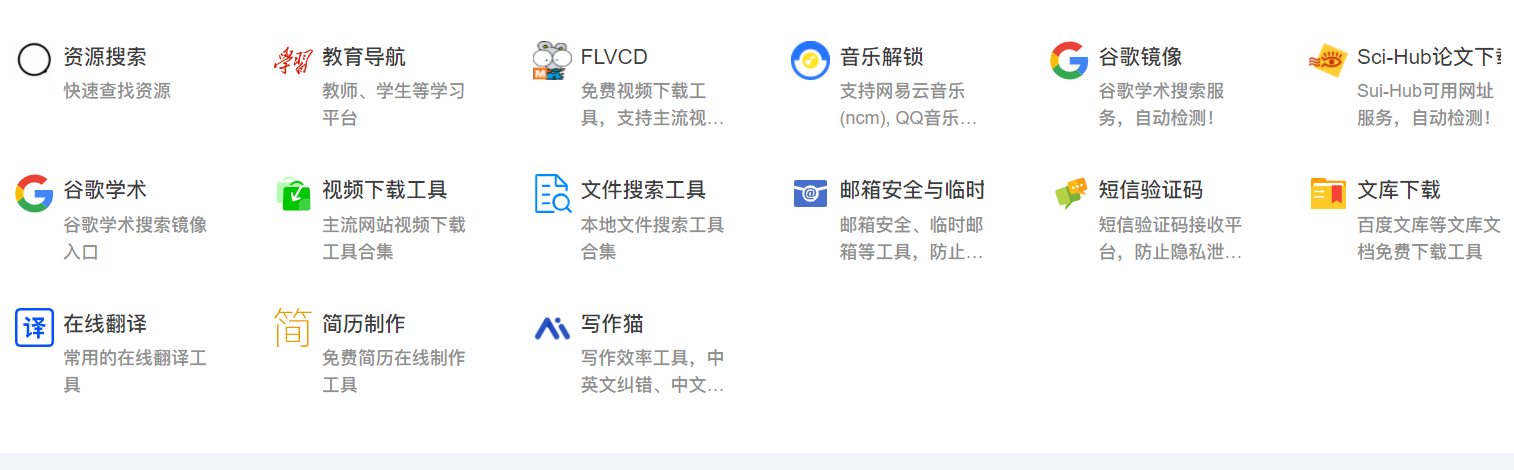 资源搜索
快速查找资源
学习
教育导航
教师、学生等学习
平台
FLVCD
免费视频下载工
具，支持主流视…
M
音乐解锁
支持网易云音乐
(ncm), QQ音乐…
谷歌镜像
谷歌学术搜索服
务，自动检测！
Sci-Hub论文下
Sui-Hub可用网址
服务，自动检测！
谷歌学术
谷歌学术搜索镜像
入口
视频下载工具
主流网站视频下载
工具合集
文件搜索工具
本地文件搜索工具
合集
邮箱安全与临时
邮箱安全、临时邮
箱等工具，防止…
短信验证码
短信验证码接收平
台，防止隐私泄…
文库下载
百度文库等文库文
档免费下载工具
译
在线翻译
常用的在线翻译工
具
简
简历制作
免费简历在线制作
工具
写作猫
写作效率工具，中
英文纠错、中文…